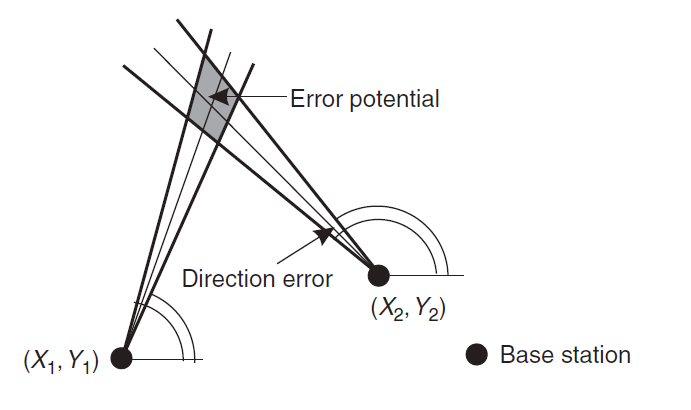 Error potential
Direction error
(X₂, Y₂)
(X₁, Y₁)
Base station